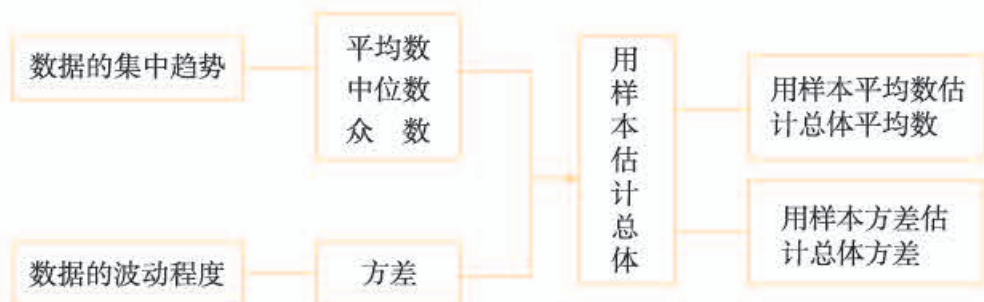 数据的集中趋势
平均数
中位数
众 数
数据的波动程度
方差
用样本估计总体
用样本平均数估
计总体平均数
用样本方差估
计总体方差